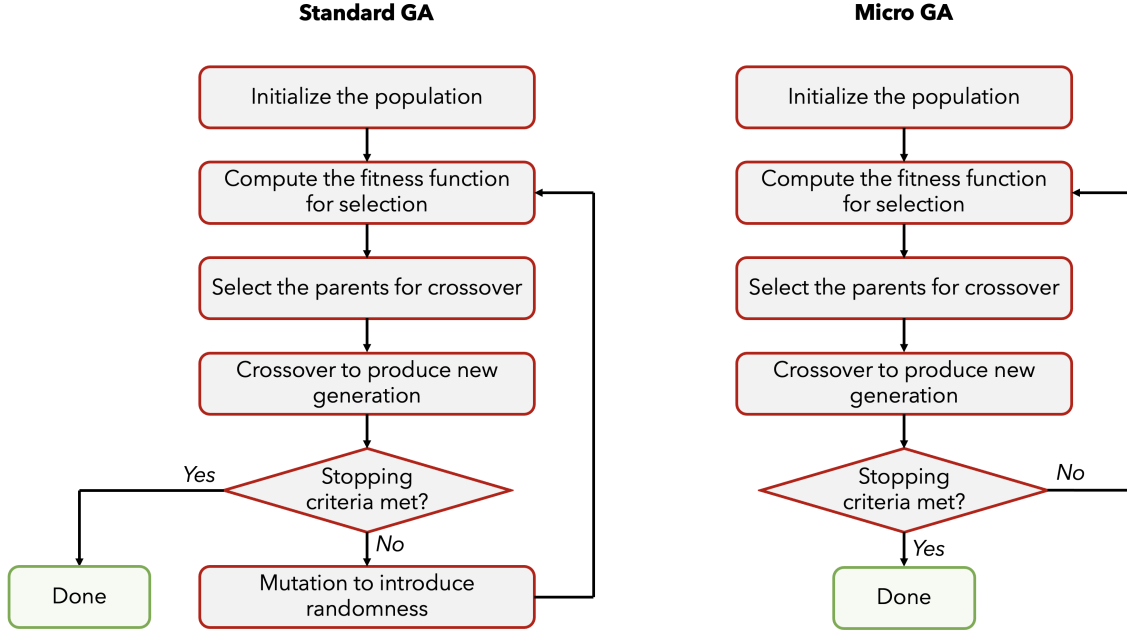 Standard GA
Initialize the population
Compute the fitness function
for selection
Select the parents for crossover
Crossover to produce new
generation
Stopping
criteria met?
Yes
No
Done
Mutation to introduce
randomness
Micro GA
Initialize the population
Compute the fitness function
for selection
Select the parents for crossover
Crossover to produce new
generation
Stopping
criteria met?
No
Yes
Done